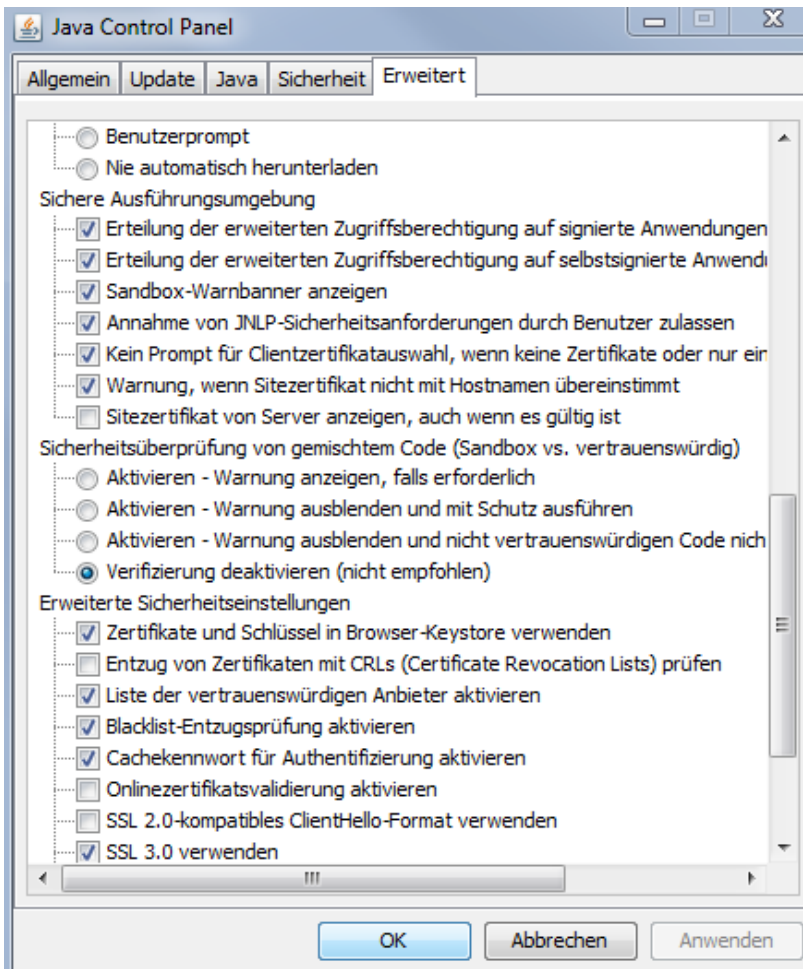 Java Control Panel
Allgemein Update Java Sicherheit Erweitert
Benutzerprompt
Nie automatisch herunterladen
Sichere Ausführungsumgebung
Erteilung der erweiterten Zugriffsberechtigung auf signierte Anwendungen
Erteilung der erweiterten Zugriffsberechtigung auf selbstsignierte Anwend
Sandbox-Warnbanner anzeigen
Annahme von JNLP-Sicherheitsanforderungen durch Benutzer zulassen
Kein Prompt für Clientzertifikatauswahl, wenn keine Zertifikate oder nur ein
Warnung, wenn Sitezertifikat nicht mit Hostnamen übereinstimmt
Sitezertifikat von Server anzeigen, auch wenn es gültig ist
Sicherheitsüberprüfung von gemischtem Code (Sandbox vs. vertrauenswürdig)
Aktivieren - Warnung anzeigen, falls erforderlich
Aktivieren - Warnung ausblenden und mit Schutz ausführen
Aktivieren - Warnung ausblenden und nicht vertrauenswürdigen Code nich
Verifizierung deaktivieren (nicht empfohlen)
Erweiterte Sicherheitseinstellungen
Zertifikate und Schlüssel in Browser-Keystore verwenden
Entzug von Zertifikaten mit CRLs (Certificate Revocation Lists) prüfen
Liste der vertrauenswürdigen Anbieter aktivieren
Blacklist-Entzugsprüfung aktivieren
Cachekennwort für Authentifizierung aktivieren
Onlinezertifikatsvalidierung aktivieren
SSL 2.0-kompatibles ClientHello-Format verwenden
SSL 3.0 verwenden
OK Abbrechen Anwenden